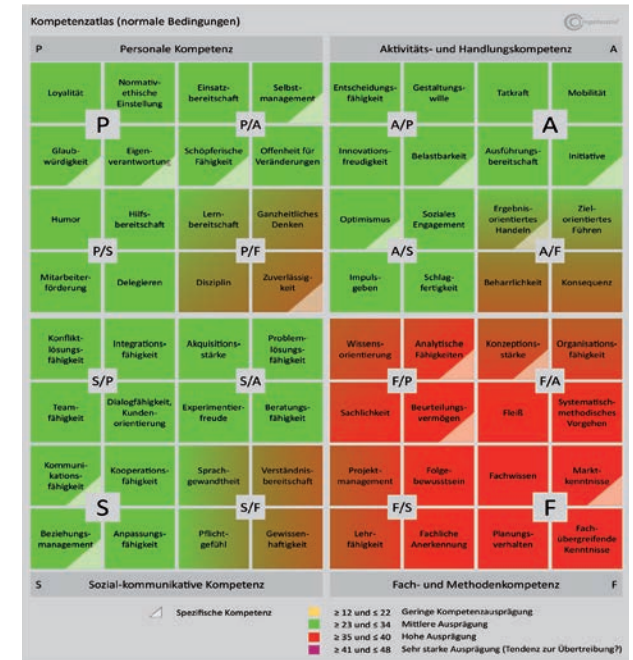 Kompetenzatlas (normale Bedingungen)
P Personale Kompetenz Aktivitäts- und Handlungskompetenz A
Loyalität
Normativ-
ethische
Einstellung
Einsatz-
bereitschaft
Selbst-
management
Entscheidungs-
fähigkeit
Gestaltungs-
wille
Tatkraft
Mobilität
P
P/A
A/P
A
Glaub-
würdigkeit
Eigen-
verantwortung
Schöpferische
Fähigkeit
Offenheit für
Veränderungen
Innovations-
freudigkeit
Belastbarkeit
Ausführungs-
bereitschaft
Initiative
Humor
Hilfs-
bereitschaft
Lern-
bereitschaft
Ganzheitliches
Denken
Optimismus
Soziales
Engagement
Ergebnis-
orientiertes
Handeln
Ziel-
orientiertes
Führen
P/S
P/F
A/S
A/F
Mitarbeiter-
förderung
Delegieren
Disziplin
Zuverlässig-
keit
Impuls-
geben
Schlag-
fertigkeit
Beharrlichkeit
Konsequenz
Konflikt-
lösungs-
fähigkeit
Integrations-
fähigkeit
Akquisitions-
stärke
Problem-
lösungs-
fähigkeit
Wissens-
orientierung
Analytische
Fähigkeiten
Konzeptions-
stärke
Organisations-
fähigkeit
S/P
S/A
F/P
F/A
Team-
fähigkeit
Dialogfähigkeit,
Kunden-
orientierung
Experimentier-
freude
Beratungs-
fähigkeit
Sachlichkeit
Beurteilungs-
vermögen
Fleiß
Systematisch-
methodisches
Vorgehen
Kommuni-
kations-
fähigkeit
Kooperations-
fähigkeit
Sprach-
gewandtheit
Verständnis-
bereitschaft
Projekt-
management
Folge-
bewusstsein
Fachwissen
Markt-
kenntnisse
S
S/F
F/S
F
Beziehungs-
management
Anpassungs-
fähigkeit
Pflicht-
gefühl
Gewissen-
haftigkeit
Lehr-
fähigkeit
Fachliche
Anerkennung
Planungs-
verhalten
Fach-
übergreifende
Kenntnisse
S Sozial-kommunikative Kompetenz Fach- und Methodenkompetenz F
Spezifische Kompetenz
≥ 12 und ≤ 22 Geringe Kompetenzausprägung
≥ 23 und ≤ 34 Mittlere Ausprägung
≥ 35 und ≤ 40 Hohe Ausprägung
≥ 41 und ≤ 48 Sehr starke Ausprägung (Tendenz zur Übertreibung?)